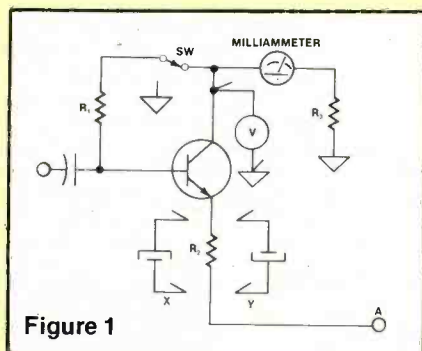 SW
MILLIAMMETER
R₁
R₃
V
R₂
X
Y
A
Figure 1